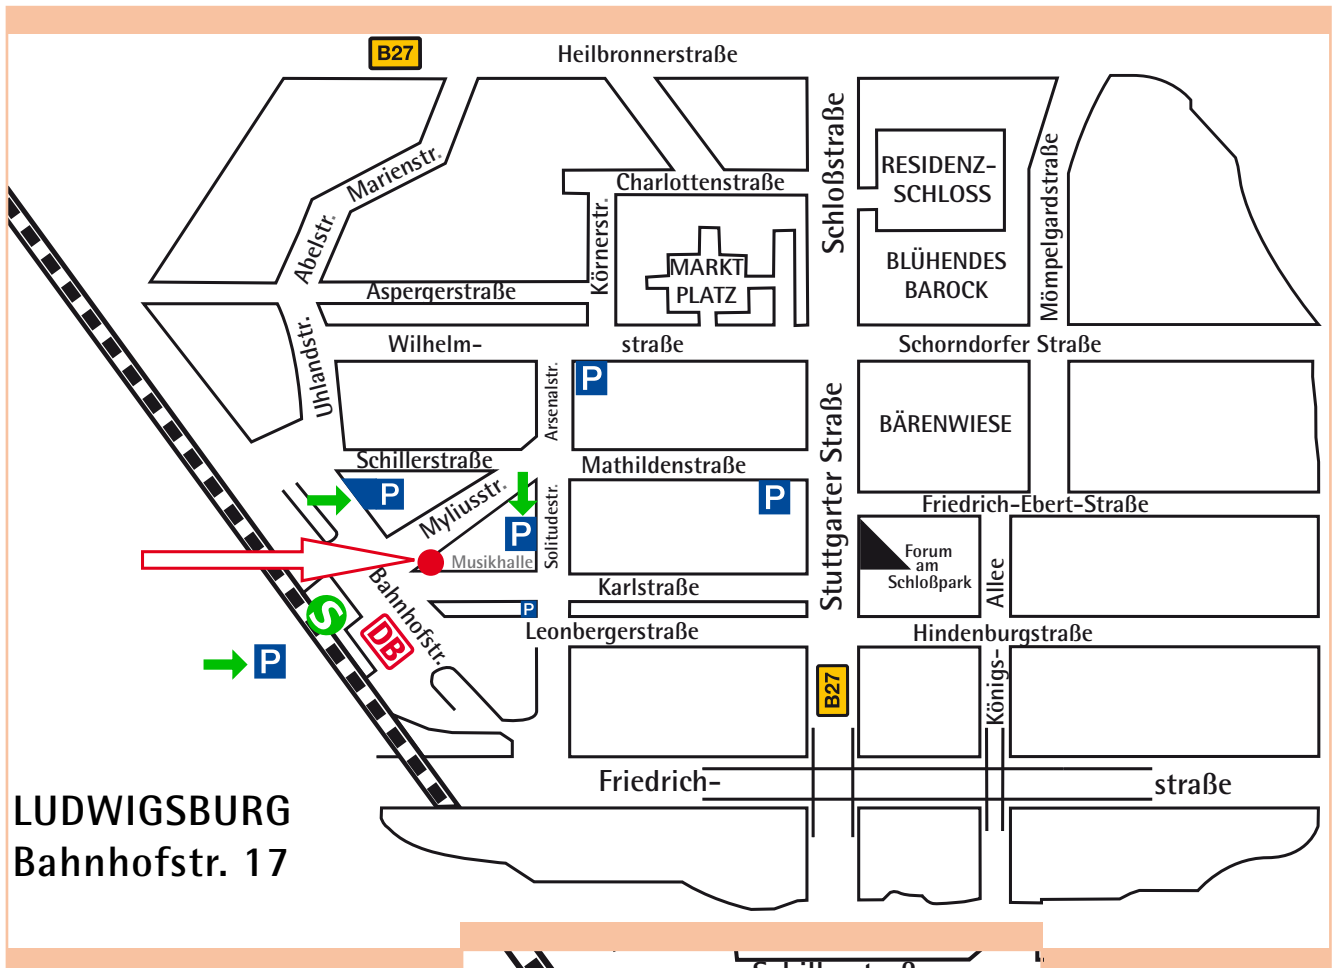 B27
Heilbronnerstraße
Schloßstraße
RESIDENZ-
SCHLOSS
Mömpelgardstraße
Marienstr.
Charlottenstraße
Abelstr.
Körnerstr.
MARKT
PLATZ
BLÜHENDES
BAROCK
Aspergerstraße
Uhlandstr.
Wilhelm-
straße
Schorndorfer Straße
Arsenalstr.
P
Stuttgarter Straße
BÄRENWIESE
Schillerstraße
Mathildenstraße
P
Myliusstr.
Solitudestr.
P
P
Friedrich-Ebert-Straße
Musikhalle
Forum
am
Schloßpark
Allee
Bahnhofstr.
Karlstraße
S
P
DB
Leonbergerstraße
Hindenburgstraße
P
B27
Königs-
Friedrich-
straße
LUDWIGSBURG
Bahnhofstr. 17